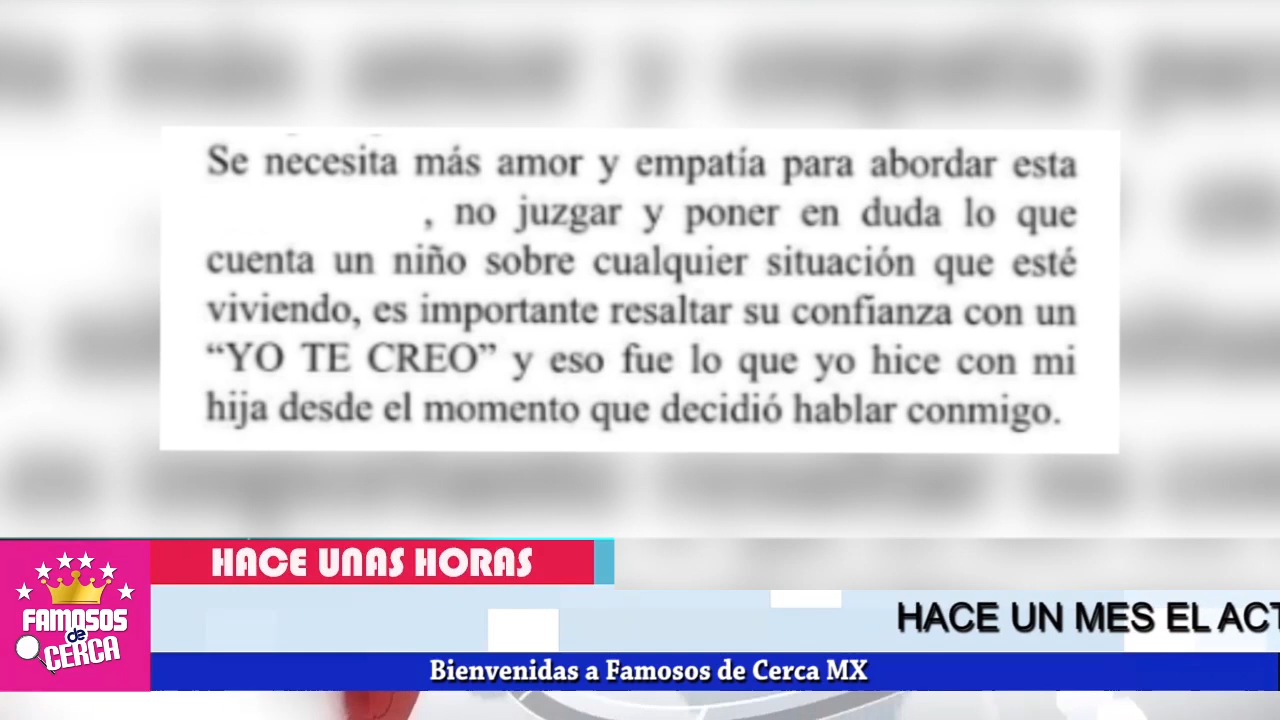 Se necesita más amor y empatía para abordar esta
, no juzgar y poner en duda lo que
cuenta un niño sobre cualquier situación que esté
viviendo, es importante resaltar su confianza con un
“YO TE CREO” y eso fue lo que yo hice con mi
hija desde el momento que decidió hablar conmigo.
HACE UNAS HORAS
FAMOSOS
de
CERCA
HACE UN MES EL ACT
Bienvenidas a Famosos de Cerca MX